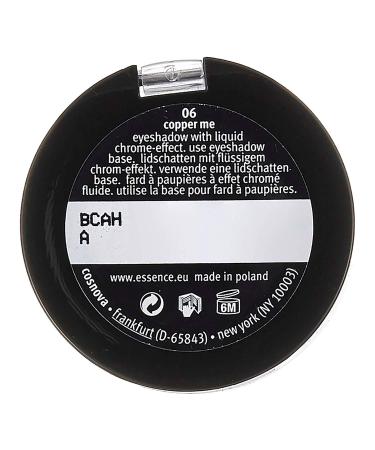 06
copper me
eyeshadow with liquid
chrome-effect. use eyeshadow
base. lidschatten mit flüssigem
chrom-effekt. verwende eine lidschatten
base. fard à paupières à effet chromé
fluide. utilise la base pour fard à paupières.
BCAH
A
www.essence.eu made in poland
6M
cosnova • frankfurt (D-65843) • new york (NY 10003)